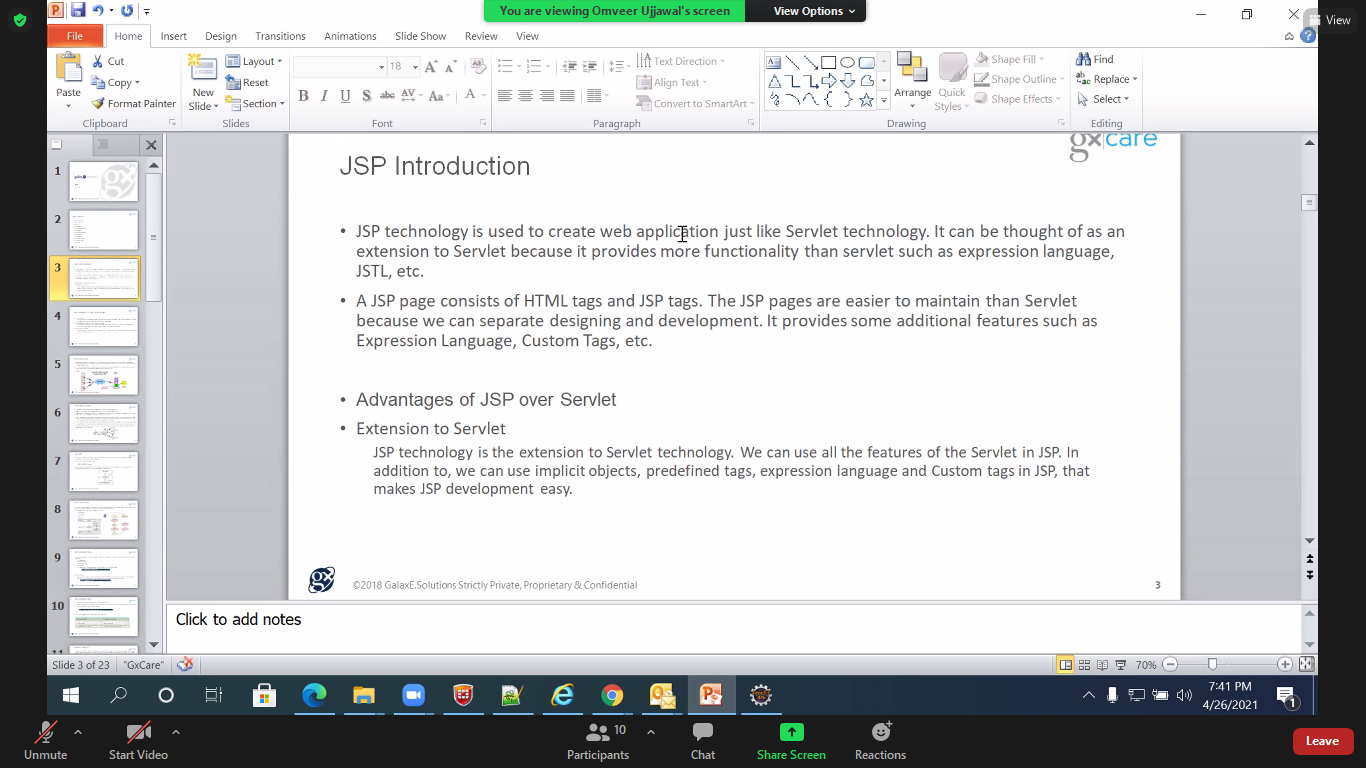 You are viewing Omveer Ujjawal's screen
View Options
View
File Home Insert Design Transitions Animations Slide Show Review View
Paste
Cut
Copy
Format Painter
Clipboard
New Slide
Layout
Reset
Section
Slides
18
B I U S abc AV Aa A
Font
Text Direction
Align Text
Convert to SmartArt
Paragraph
Arrange
Quick Styles
Shape Fill
Shape Outline
Shape Effects
Drawing
Find
Replace
Select
Editing
1
2
3
4
5
6
7
8
9
10
11
gxcare
JSP Introduction
• JSP technology is used to create web application just like Servlet technology. It can be thought of as an
extension to Servlet because it provides more functionality than servlet such as expression language,
JSTL, etc.
• A JSP page consists of HTML tags and JSP tags. The JSP pages are easier to maintain than Servlet
because we can separate designing and development. It provides some additional features such as
Expression Language, Custom Tags, etc.
• Advantages of JSP over Servlet
• Extension to Servlet
JSP technology is the extension to Servlet technology. We can use all the features of the Servlet in JSP. In
addition to, we can use implicit objects, predefined tags, expression language and Custom tags in JSP, that
makes JSP development easy.
gx
©2018 GalaxE.Solutions Strictly Private, Proprietary & Confidential
3
Click to add notes
Slide 3 of 23 "GxCare" 70%
7:41 PM
4/26/2021
1
Unmute
Start Video
Participants 10
Chat
Share Screen
Reactions
Leave